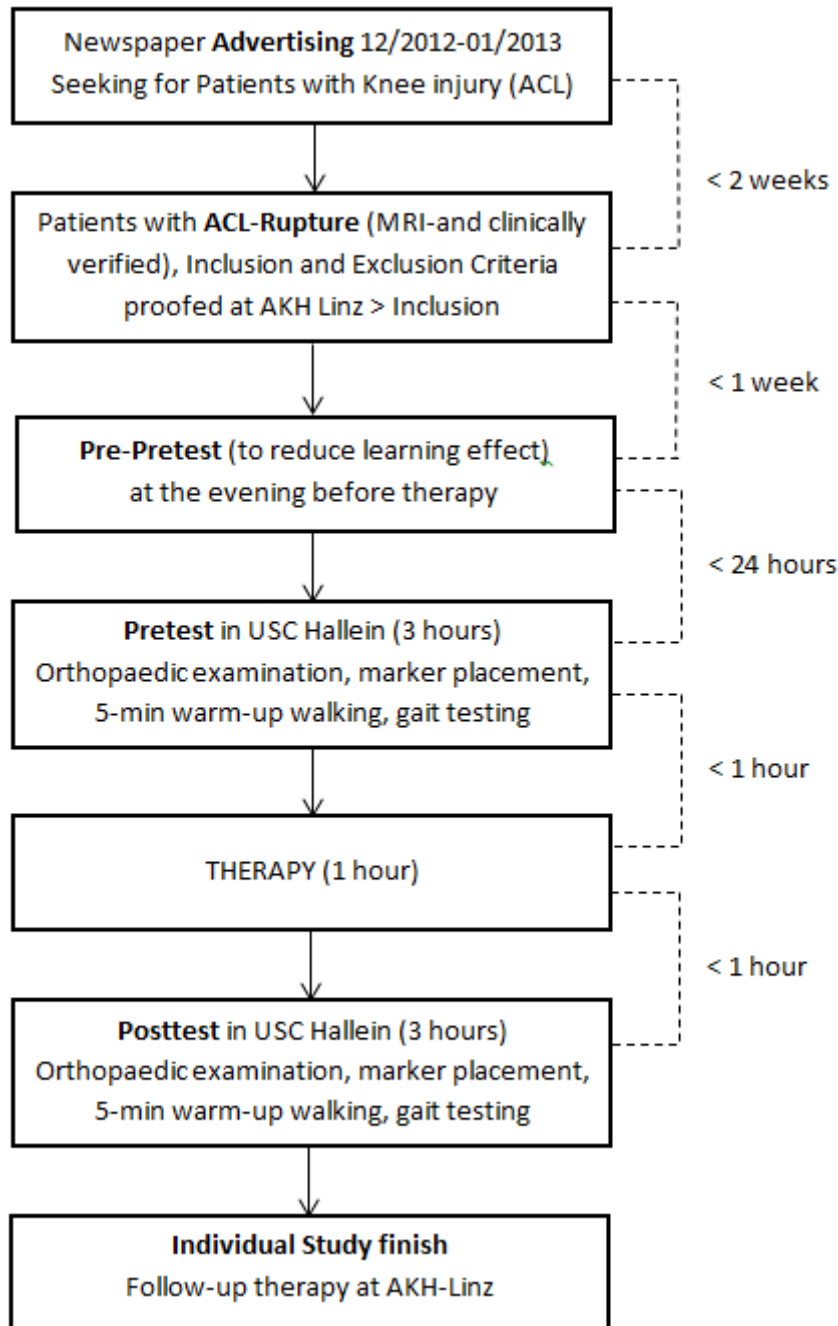 Newspaper Advertising 12/2012-01/2013
Seeking for Patients with Knee injury (ACL)
< 2 weeks
Patients with ACL-Rupture (MRI-and clinically
verified), Inclusion and Exclusion Criteria
proofed at AKH Linz > Inclusion
< 1 week
Pre-Pretest (to reduce learning effect)
at the evening before therapy
< 24 hours
Pretest in USC Hallein (3 hours)
Orthopaedic examination, marker placement,
5-min warm-up walking, gait testing
< 1 hour
THERAPY (1 hour)
< 1 hour
Posttest in USC Hallein (3 hours)
Orthopaedic examination, marker placement,
5-min warm-up walking, gait testing
Individual Study finish
Follow-up therapy at AKH-Linz